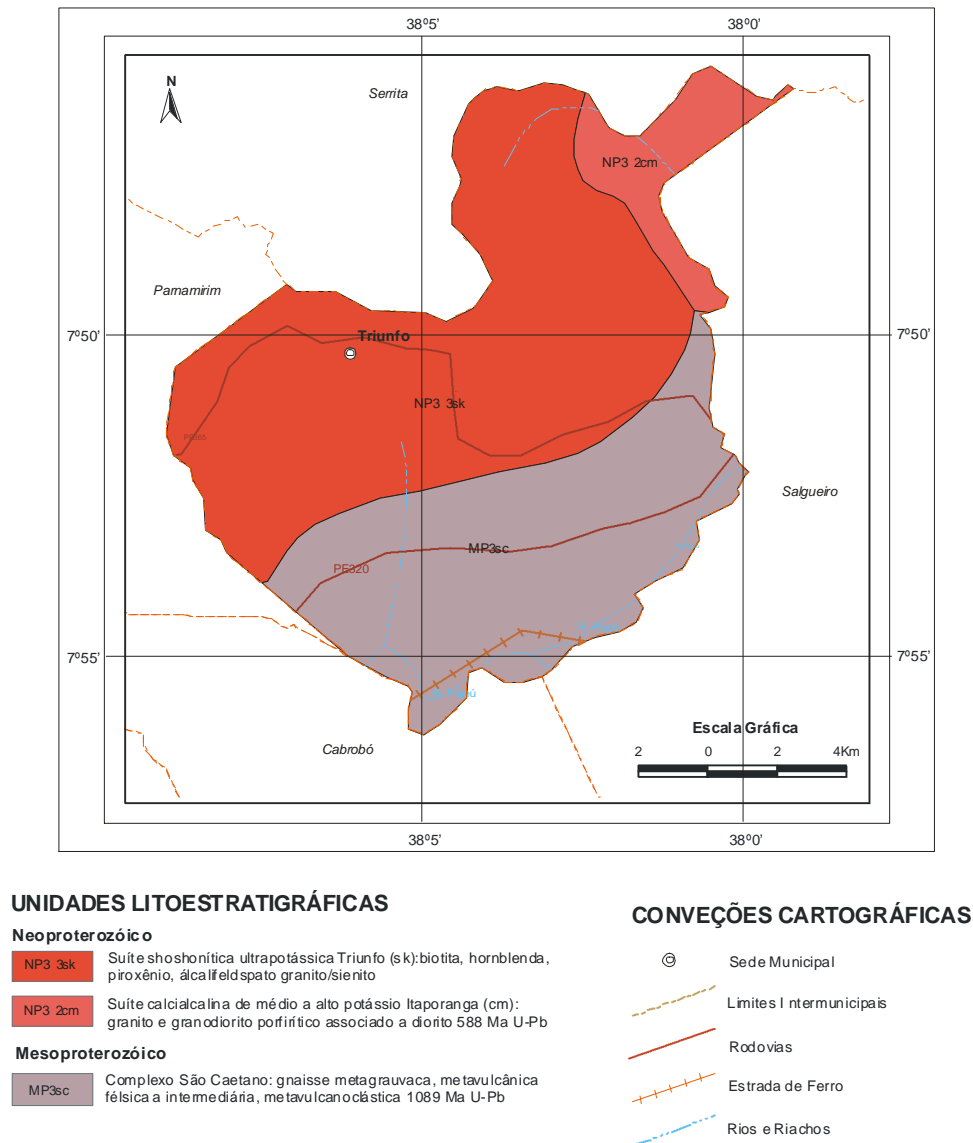 38º5'
38º0'
N
Serrita
NP3 2cm
Parnamirim
7º50'
7º50'
Triunfo
NP3 3sk
PE365
Salgueiro
MP3sc
PE320
7º55'
7º55'
Cabrobó
Escala Gráfica
2 0 2 4Km
38º5'
38º0'
UNIDADES LITOESTRATIGRÁFICAS
Neoproterozóico
NP3 3sk
Suíte shoshonítica ultrapotássica Triunfo (sk):biotita, hornblenda,
piroxênio, álcalifeldspato granito/sienito
NP3 2cm
Suíte calcialcalina de médio a alto potássio Itaporanga (cm):
granito e granodiorito porfirítico associado a diorito 588 Ma U-Pb
Mesoproterozóico
MP3sc
Complexo São Caetano: gnaisse metagrauvaca, metavulcânica
félsica a intermediária, metavulcanoclástica 1089 Ma U-Pb
CONVEÇÕES CARTOGRÁFICAS
Sede Municipal
Limites Intermunicipais
Rodovias
Estrada de Ferro
Rios e Riachos